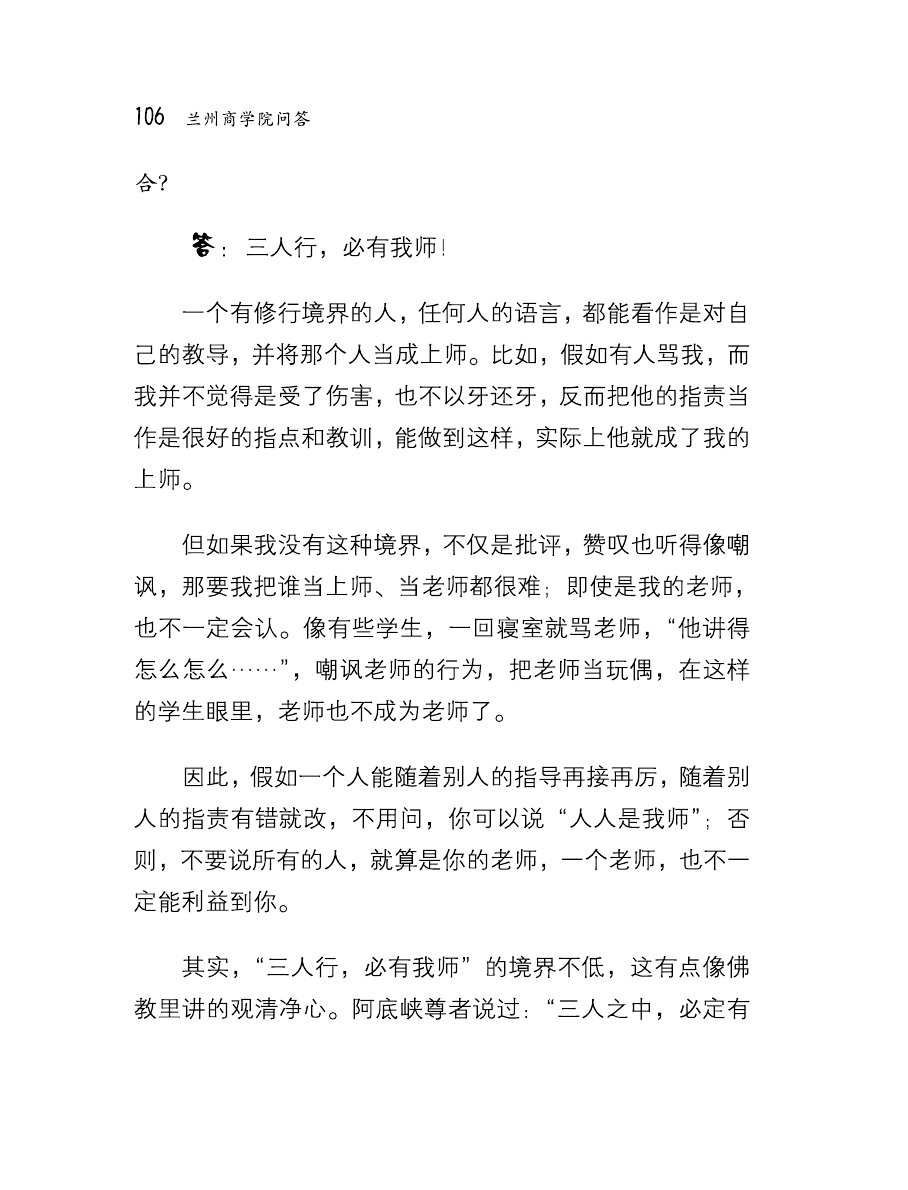 106 兰州商学院问答
合?
答：三人行，必有我师！
一个有修行境界的人，任何人的语言，都能看作是对自
己的教导，并将那个人当成上师。比如，假如有人骂我，而
我并不觉得是受了伤害，也不以牙还牙，反而把他的指责当
作是很好的指点和教训，能做到这样，实际上他就成了我的
上师。
但如果我没有这种境界，不仅是批评，赞叹也听得像嘲
讽，那要我把谁当上师、当老师都很难；即使是我的老师，
也不一定会认。像有些学生，一回寝室就骂老师，“他讲得
怎么怎么……”，嘲讽老师的行为，把老师当玩偶，在这样
的学生眼里，老师也不成为老师了。
因此，假如一个人能随着别人的指导再接再厉，随着别
人的指责有错就改，不用问，你可以说“人人是我师”；否
则，不要说所有的人，就算是你的老师，一个老师，也不一
定能利益到你。
其实，“三人行，必有我师”的境界不低，这有点像佛
教里讲的观清净心。阿底峡尊者说过：“三人之中，必定有